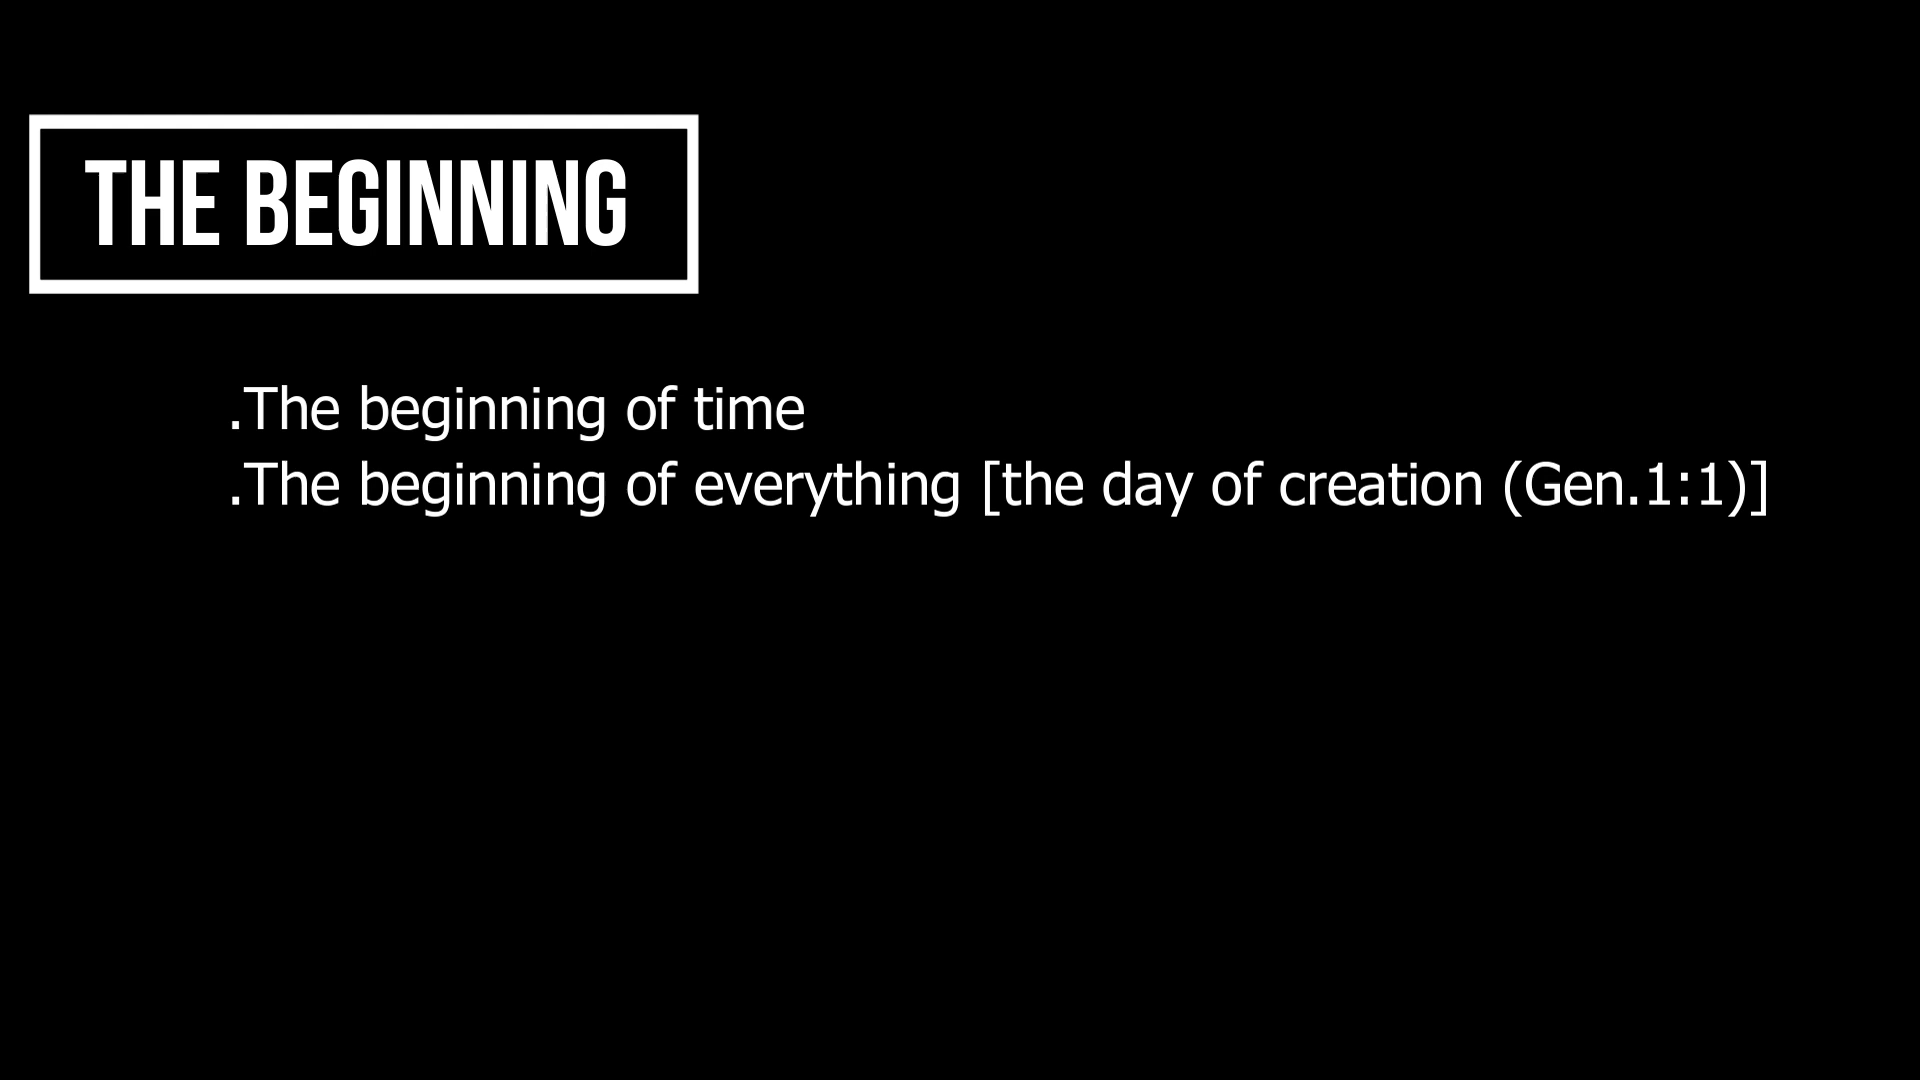 THE BEGINNING
.The beginning of time
.The beginning of everything [the day of creation (Gen.1:1)]